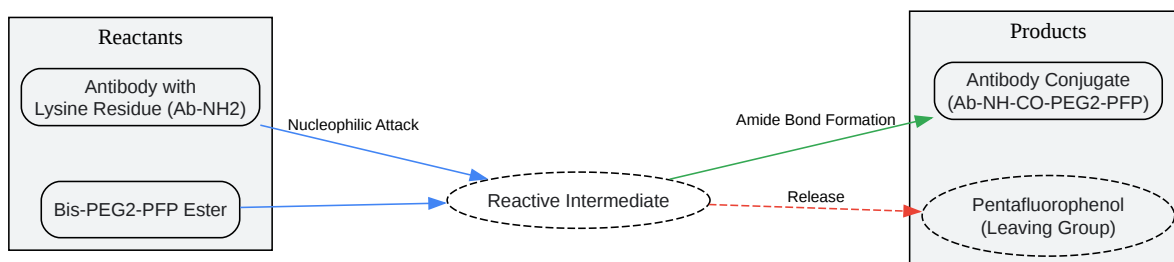 Reactants
Antibody with
Lysine Residue (Ab-NH2)
Bis-PEG2-PFP Ester
Nucleophilic Attack
Reactive Intermediate
Amide Bond Formation
Release
Products
Antibody Conjugate
(Ab-NH-CO-PEG2-PFP)
Pentafluorophenol
(Leaving Group)